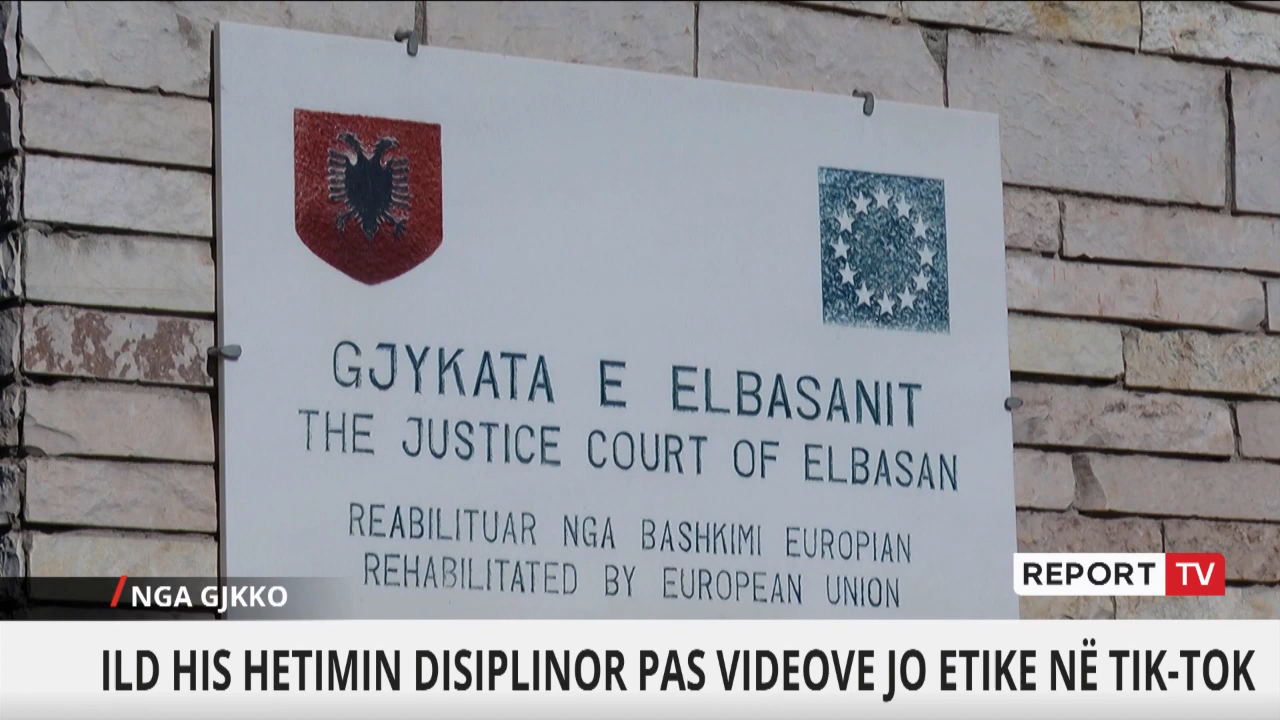 GJYKATA E ELBASANIT
THE JUSTICE COURT OF ELBASAN
REABILITUAR NGA BASHKIMI EUROPIAN
REHABILITATED BY EUROPEAN UNION
REPORT TV
NGA GJKKO
ILD HIS HETIMIN DISIPLINOR PAS VIDEOVE JO ETIKE NË TIK-TOK